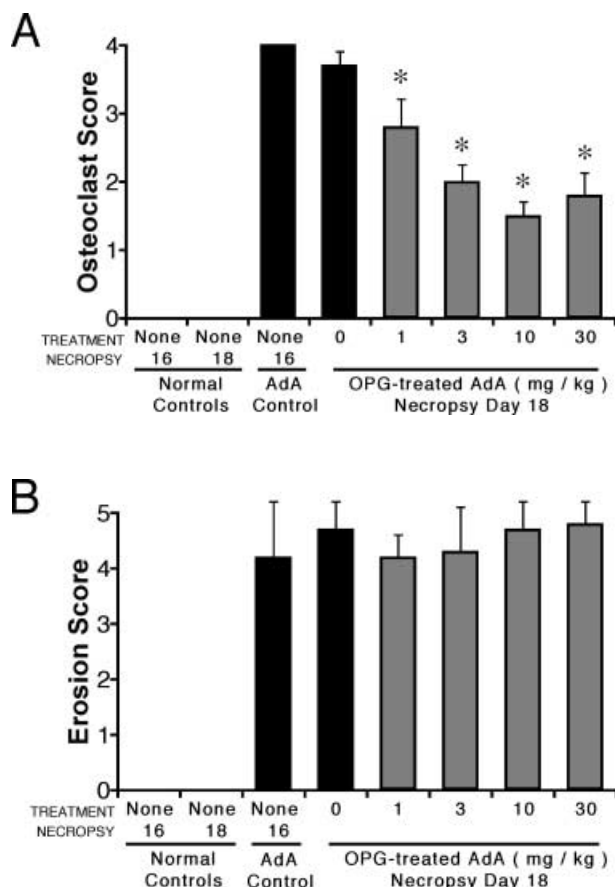 A
Osteoclast Score
4
3
2
1
0
* * * *
TREATMENT None None None 0 1 3 10 30
NECROPSY 16 18 16
Normal Controls
AdA Control
OPG-treated AdA ( mg / kg )
Necropsy Day 18
B
Erosion Score
5
4
3
2
1
0
TREATMENT None None None 0 1 3 10 30
NECROPSY 16 18 16
Normal Controls
AdA Control
OPG-treated AdA ( mg / kg )
Necropsy Day 18